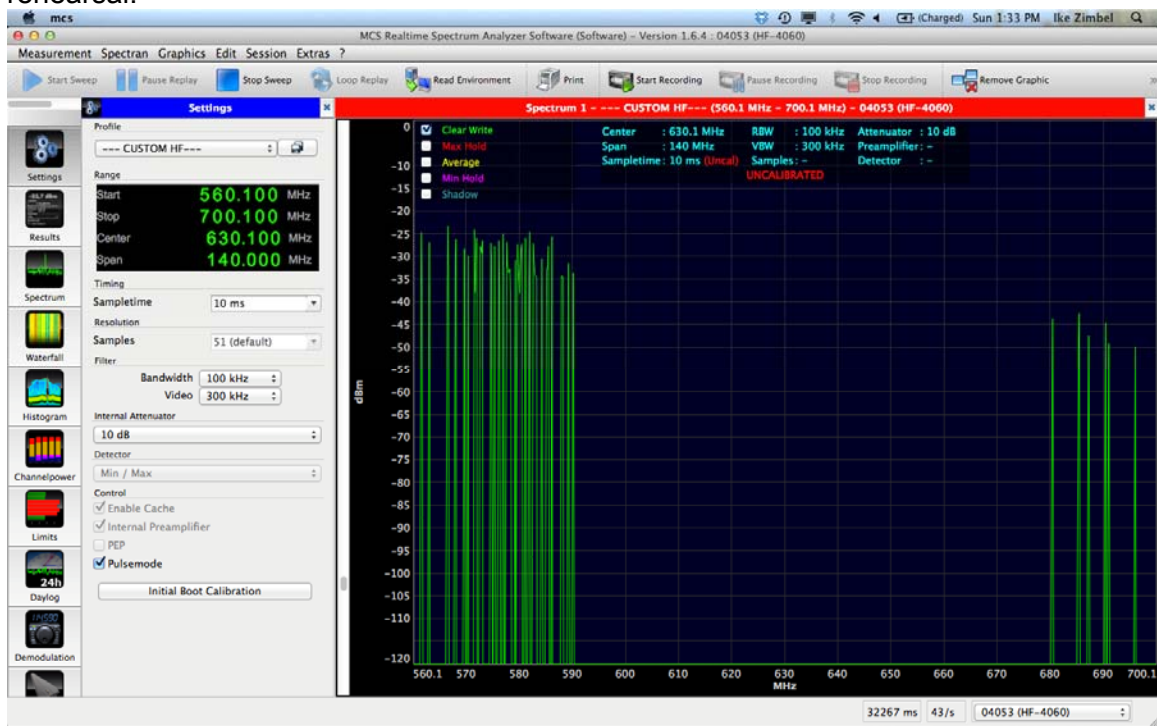 rehearsal.
mcs (Charged) Sun 1:33 PM Ike Zimbel
MCS Realtime Spectrum Analyzer Software (Software) – Version 1.6.4 : 04053 (HF-4060)
Measurement Spectran Graphics Edit Session Extras ?
Start Sweep Pause Replay Stop Sweep Loop Replay Read Environment Print Start Recording Pause Recording Stop Recording Remove Graphic
Settings
Spectrum 1 – --- CUSTOM HF--- (560.1 MHz – 700.1 MHz) – 04053 (HF-4060)
Settings
Results
Spectrum
Waterfall
Histogram
Channelpower
Limits
24h
Daylog
Demodulation
Profile
--- CUSTOM HF---
Range
Start 560.100 MHz
Stop 700.100 MHz
Center 630.100 MHz
Span 140.000 MHz
Timing
Sampletime 10 ms
Resolution
Samples 51 (default)
Filter
Bandwidth 100 kHz
Video 300 kHz
Internal Attenuator
10 dB
Detector
Min / Max
Control
Enable Cache
Internal Preamplifier
PEP
Pulsemode
Initial Boot Calibration
Clear Write
Max Hold
Average
Min Hold
Shadow
Center : 630.1 MHz RBW : 100 kHz Attenuator : 10 dB
Span : 140 MHz VBW : 300 kHz Preamplifier: –
Sampletime: 10 ms (Uncal) Samples: – Detector : –
UNCALIBRATED
0
-10
-15
-20
-25
-30
-35
-40
-45
-50
-55
-60
-65
-70
-75
-80
-85
-90
-95
-100
-105
-110
-120
dBm
560.1 570 580 590 600 610 620 630 640 650 660 670 680 690 700.1
MHz
32267 ms 43/s 04053 (HF-4060)